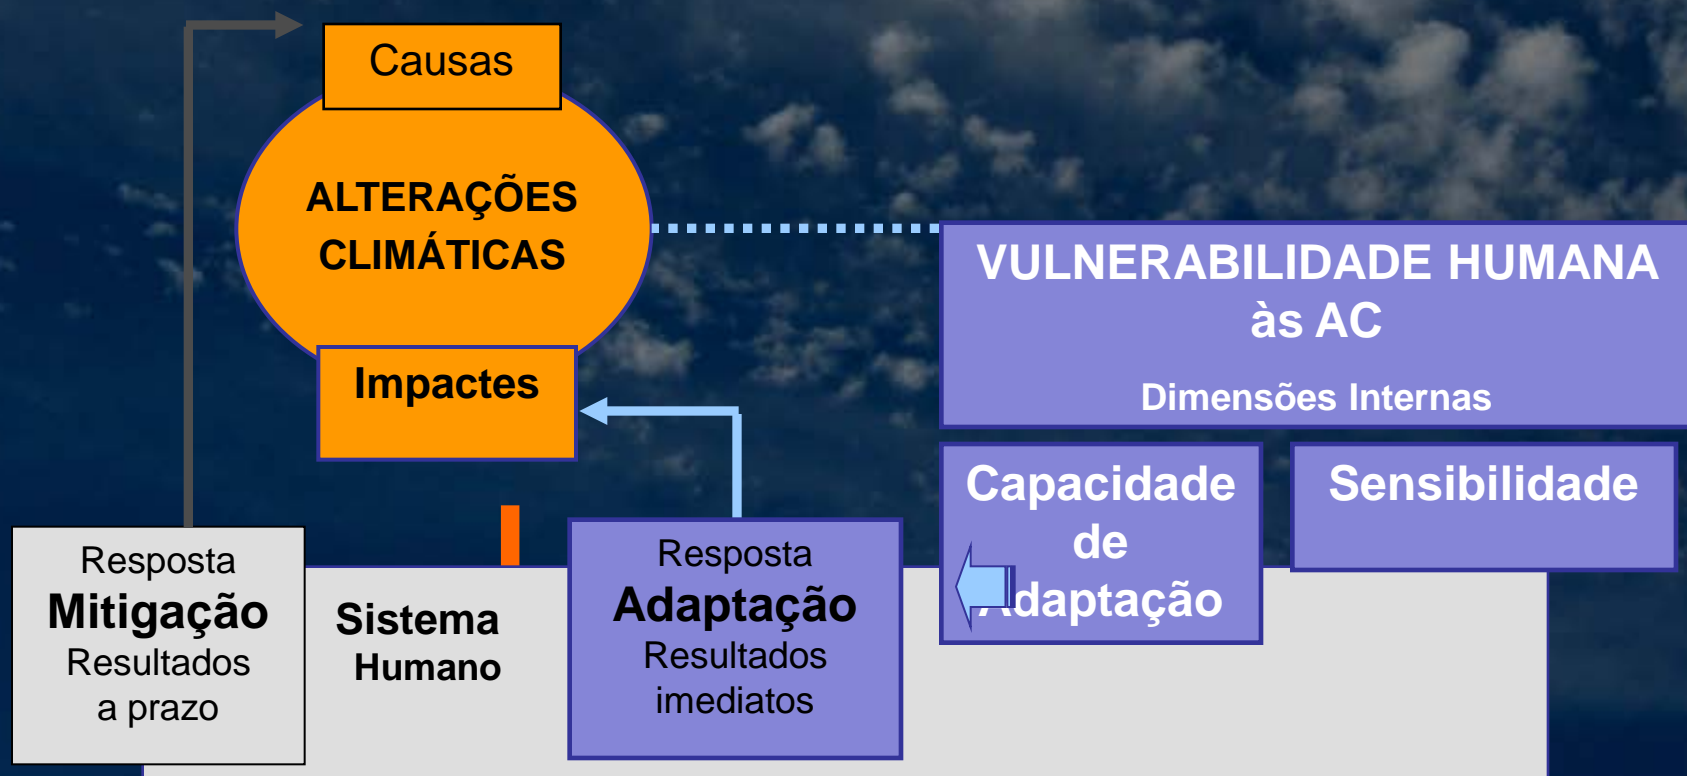 Causas
ALTERAÇÕES
CLIMÁTICAS
Impactes
VULNERABILIDADE HUMANA
às AC
Dimensões Internas
Capacidade
de
Adaptação
Sensibilidade
Resposta
Mitigação
Resultados
a prazo
Sistema
Humano
Resposta
Adaptação
Resultados
imediatos